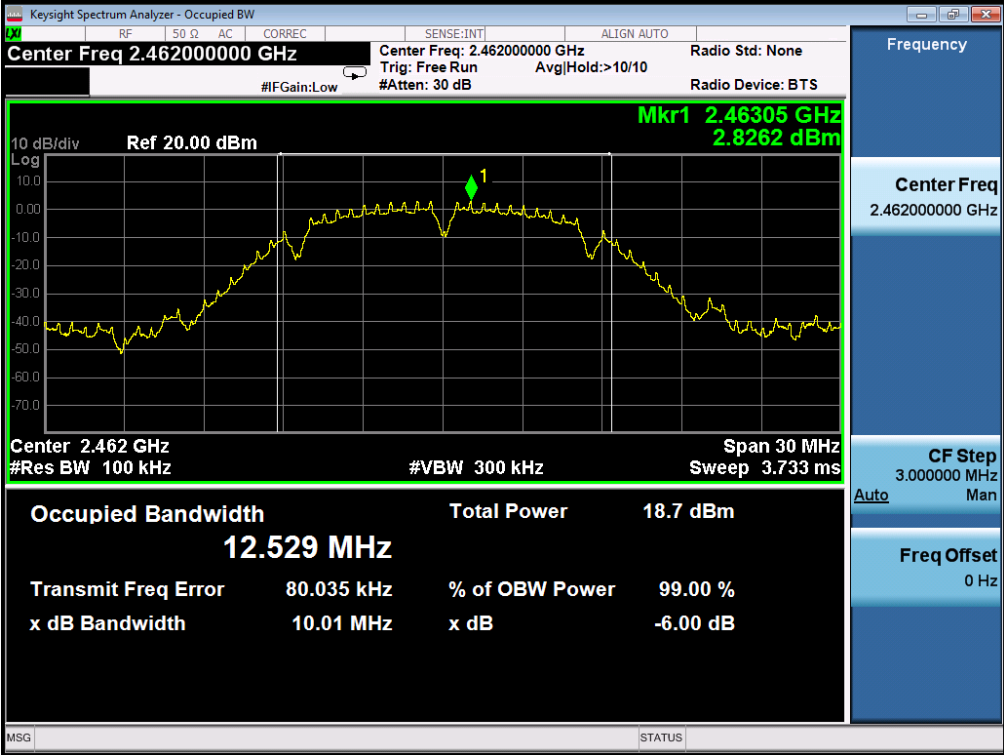 Keysight Spectrum Analyzer - Occupied BW
LXI RF 50 Ω AC CORREC SENSE:INT ALIGN AUTO
Center Freq 2.462000000 GHz
Center Freq: 2.462000000 GHz Radio Std: None
Trig: Free Run Avg|Hold:>10/10
#IFGain:Low #Atten: 30 dB Radio Device: BTS
Frequency
Mkr1 2.46305 GHz
2.8262 dBm
10 dB/div Ref 20.00 dBm
Log
10.0
0.00
-10.0
-20.0
-30.0
-40.0
-50.0
-60.0
-70.0
1
Center 2.462 GHz Span 30 MHz
#Res BW 100 kHz #VBW 300 kHz Sweep 3.733 ms
Center Freq
2.462000000 GHz
CF Step
3.000000 MHz
Auto Man
Freq Offset
0 Hz
Occupied Bandwidth Total Power 18.7 dBm
12.529 MHz
Transmit Freq Error 80.035 kHz % of OBW Power 99.00 %
x dB Bandwidth 10.01 MHz x dB -6.00 dB
MSG STATUS